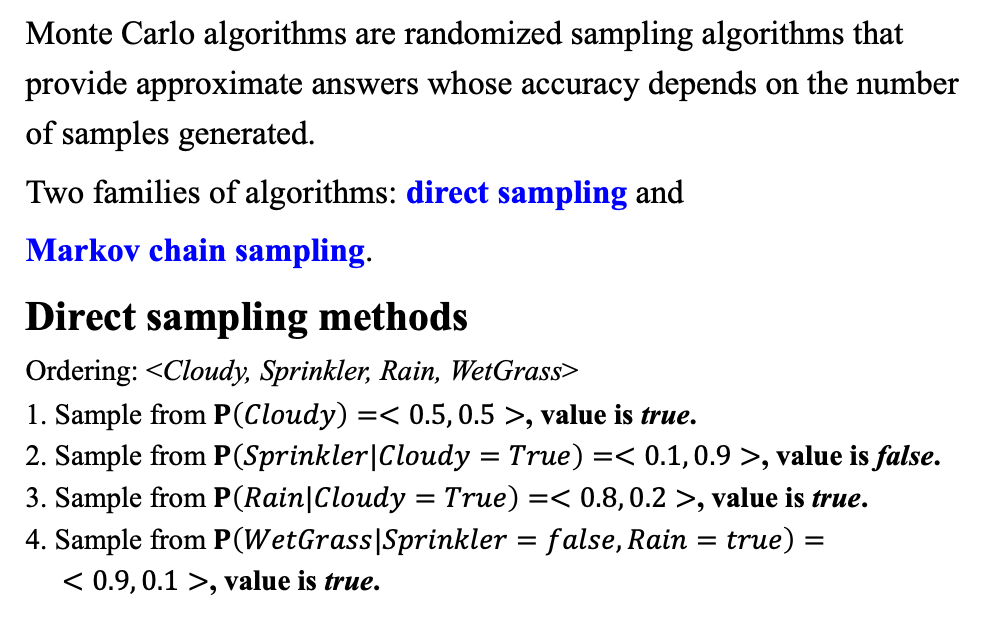 Monte Carlo algorithms are randomized sampling algorithms that
provide approximate answers whose accuracy depends on the number
of samples generated.
Two families of algorithms: direct sampling and
Markov chain sampling.
Direct sampling methods
Ordering: <Cloudy, Sprinkler, Rain, WetGrass>
1. Sample from P(Cloudy) =< 0.5, 0.5 >, value is true.
2. Sample from P(Sprinkler|Cloudy = True) =< 0.1, 0.9 >, value is false.
3. Sample from P(Rain|Cloudy = True) =< 0.8, 0.2 >, value is true.
4. Sample from P(WetGrass|Sprinkler = false, Rain = true) =
< 0.9, 0.1 >, value is true.